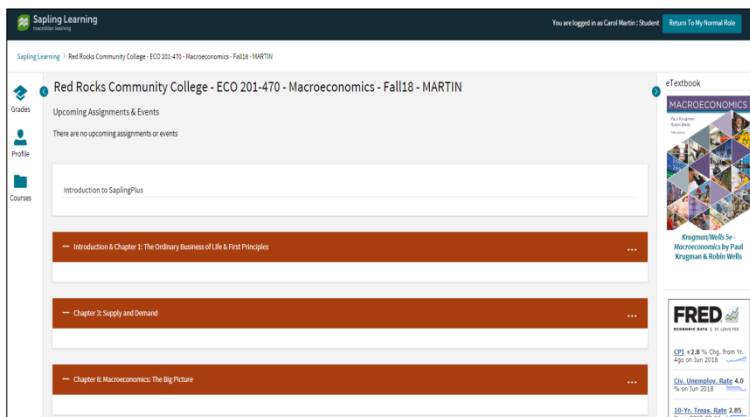 Sapling Learning
macmillan learning
You are logged in as Carol Martin : Student
Return To My Normal Role
Sapling Learning > Red Rocks Community College - ECO 201-470 - Macroeconomics - Fall18 - MARTIN
Grades
Profile
Courses
Red Rocks Community College - ECO 201-470 - Macroeconomics - Fall18 - MARTIN
Upcoming Assignments & Events
There are no upcoming assignments or events
Introduction to SaplingPlus
Introduction & Chapter 1: The Ordinary Business of Life & First Principles
Chapter 3: Supply and Demand
Chapter 6: Macroeconomics: The Big Picture
eTextbook
MACROECONOMICS
Paul Krugman
Robin Wells
Krugman/Wells 5e -
Macroeconomics by Paul
Krugman & Robin Wells
FRED
ECONOMIC DATA | ST. LOUIS FED
CPI +2.8 % Chg. from Yr.
Ago on Jun 2018
Civ. Unemploy. Rate 4.0
% on Jun 2018
10-Yr. Treas. Rate 2.85